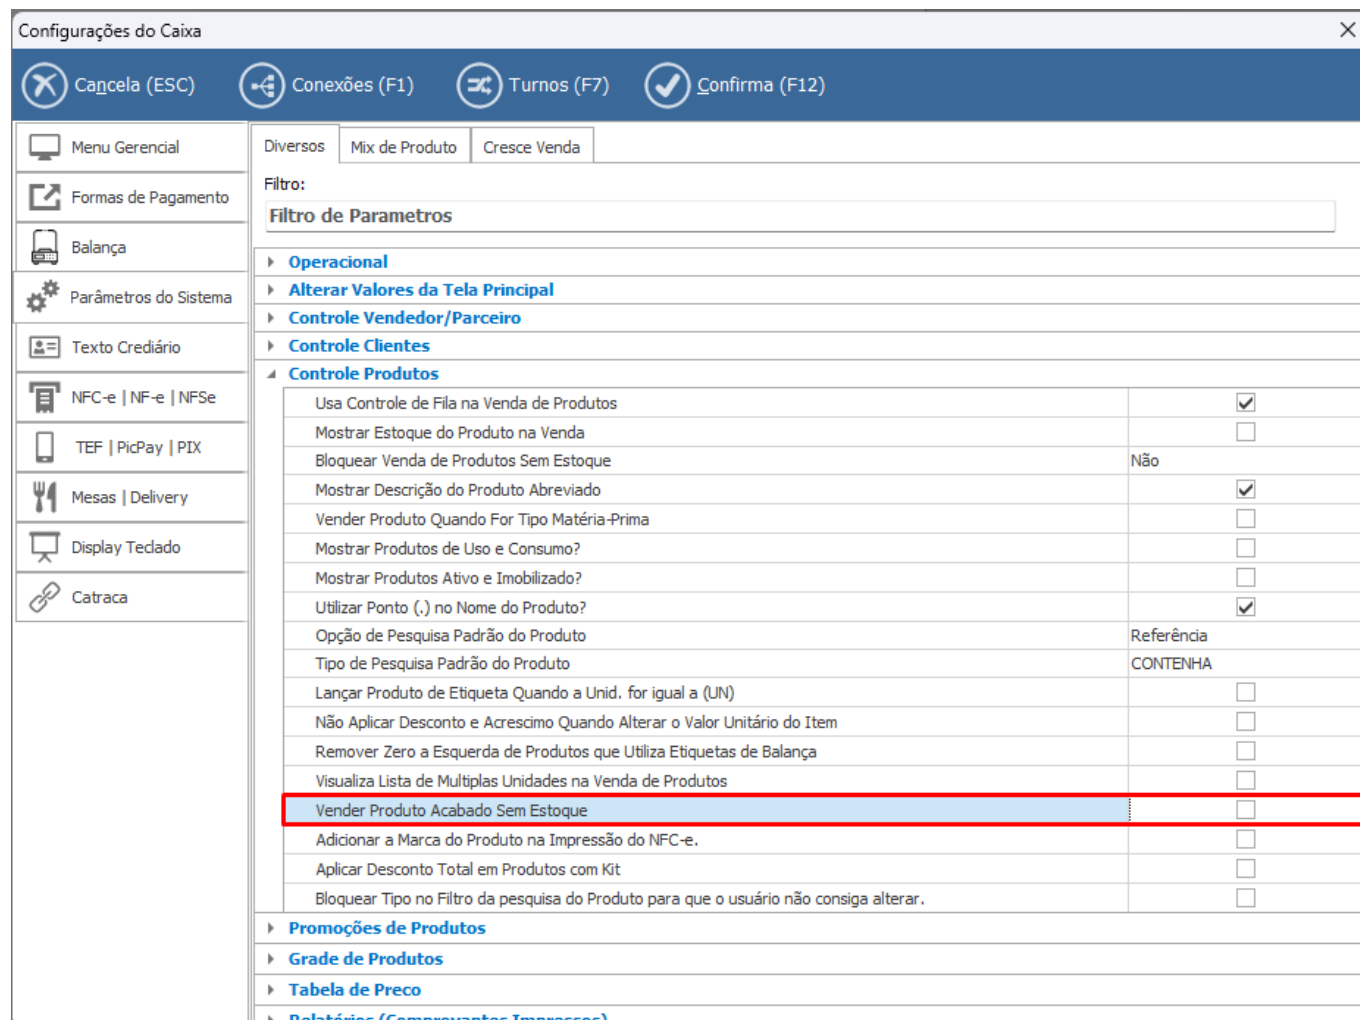 Configurações do Caixa
Cancela (ESC)
Conexões (F1)
Turnos (F7)
Confirma (F12)
Menu Gerencial
Formas de Pagamento
Balança
Parâmetros do Sistema
Texto Crediário
NFC-e | NF-e | NFSe
TEF | PicPay | PIX
Mesas | Delivery
Display Teclado
Catraca
Diversos
Mix de Produto
Cresce Venda
Filtro:
Filtro de Parametros
Operacional
Alterar Valores da Tela Principal
Controle Vendedor/Parceiro
Controle Clientes
Controle Produtos
Usa Controle de Fila na Venda de Produtos
Mostrar Estoque do Produto na Venda
Bloquear Venda de Produtos Sem Estoque Não
Mostrar Descrição do Produto Abreviado
Vender Produto Quando For Tipo Matéria-Prima
Mostrar Produtos de Uso e Consumo?
Mostrar Produtos Ativo e Imobilizado?
Utilizar Ponto (.) no Nome do Produto?
Opção de Pesquisa Padrão do Produto Referência
Tipo de Pesquisa Padrão do Produto CONTENHA
Lançar Produto de Etiqueta Quando a Unid. for igual a (UN)
Não Aplicar Desconto e Acrescimo Quando Alterar o Valor Unitário do Item
Remover Zero a Esquerda de Produtos que Utiliza Etiquetas de Balança
Visualiza Lista de Multiplas Unidades na Venda de Produtos
Vender Produto Acabado Sem Estoque
Adicionar a Marca do Produto na Impressão do NFC-e.
Aplicar Desconto Total em Produtos com Kit
Bloquear Tipo no Filtro da pesquisa do Produto para que o usuário não consiga alterar.
Promoções de Produtos
Grade de Produtos
Tabela de Preco
Relatórios (Comprovantes Impressos)